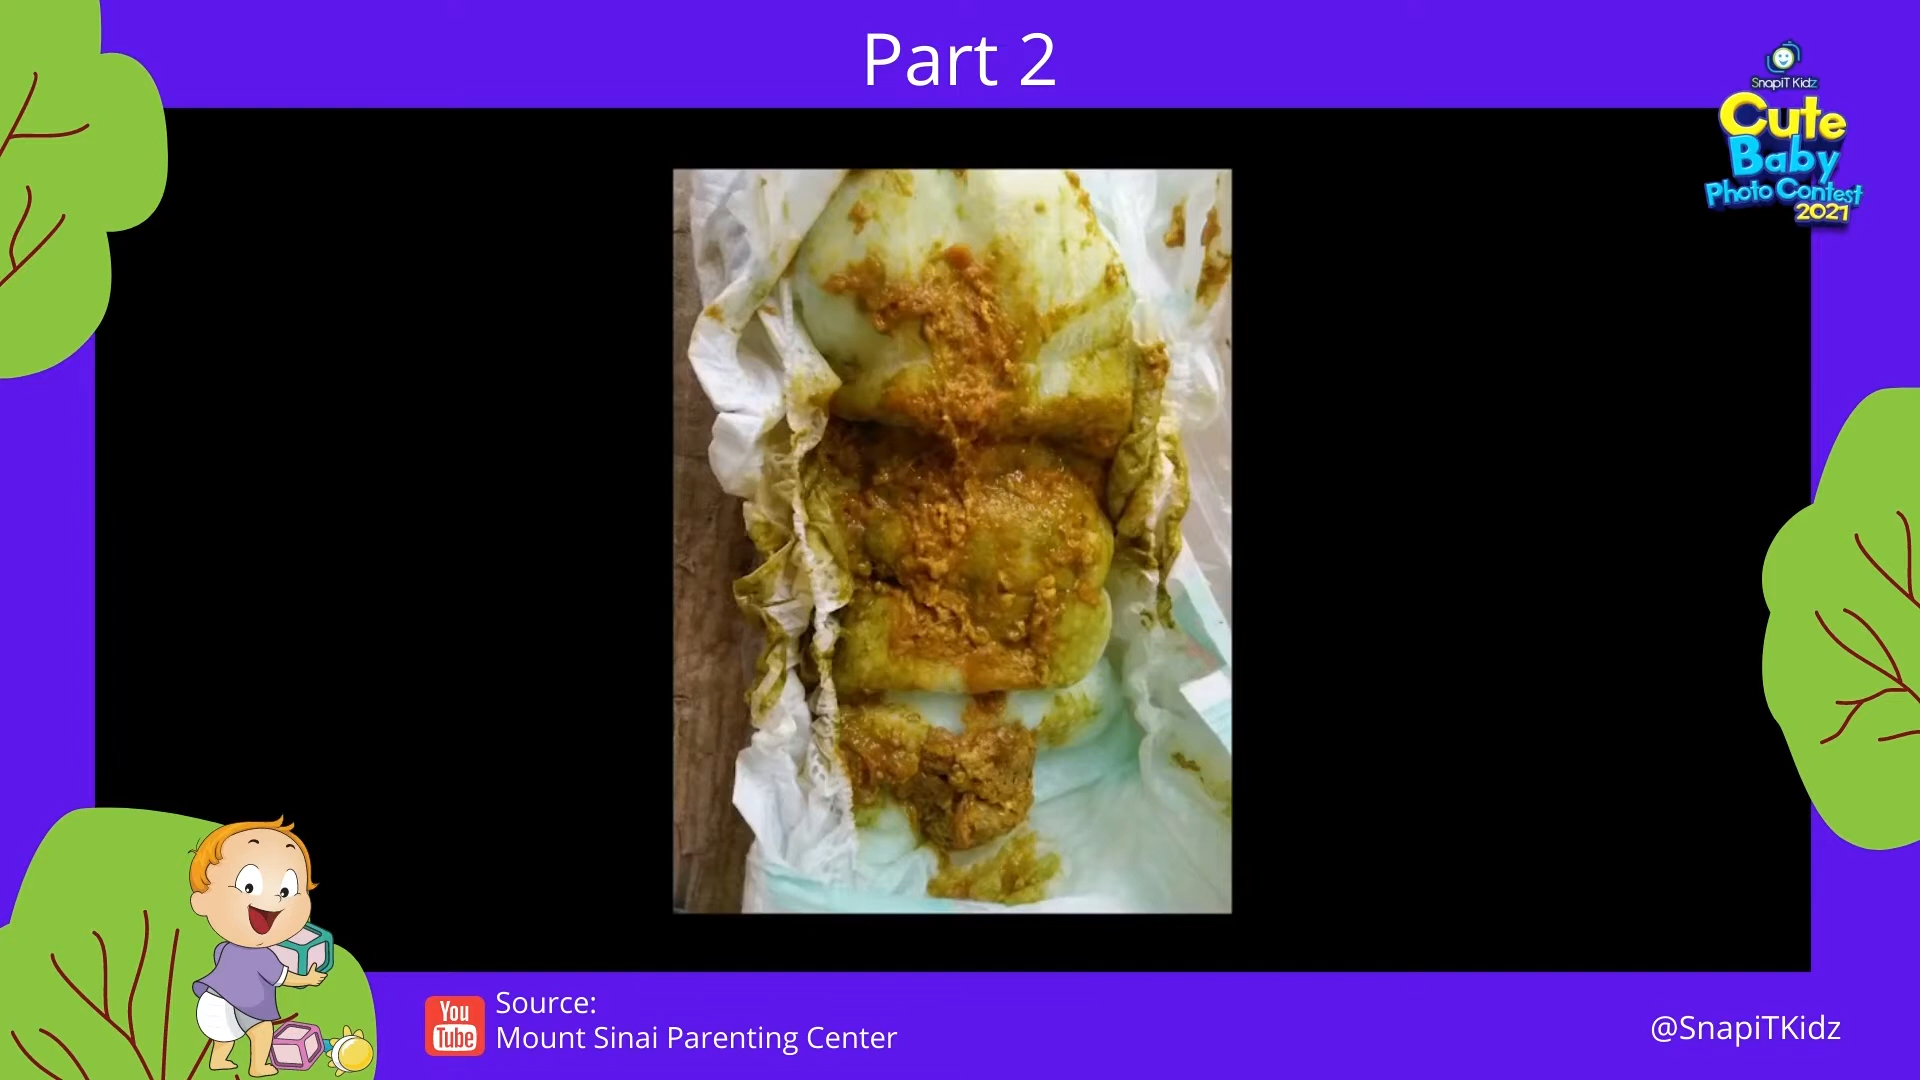 Part 2
SnapiT Kidz
Cute
Baby
Photo Contest
2021
You
Tube
Source:
Mount Sinai Parenting Center
@SnapiTKidz